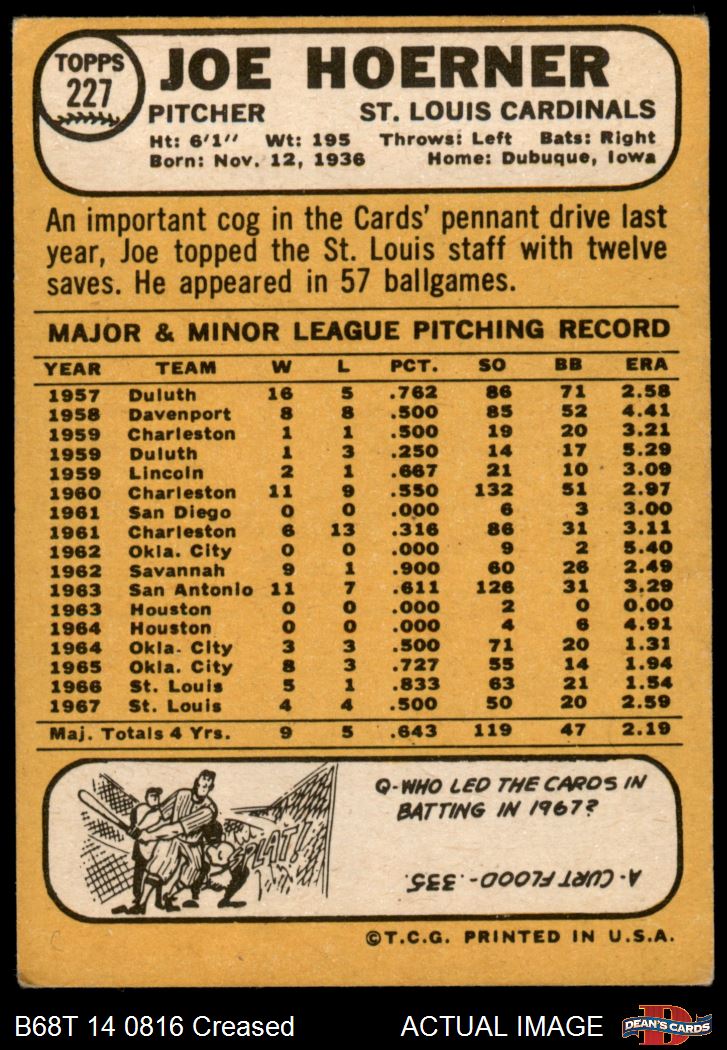 TOPPS
227
JOE HOERNER
PITCHER ST. LOUIS CARDINALS
Ht: 6'1" Wt: 195 Throws: Left Bats: Right
Born: Nov. 12, 1936 Home: Dubuque, Iowa
An important cog in the Cards' pennant drive last
year, Joe topped the St. Louis staff with twelve
saves. He appeared in 57 ballgames.
MAJOR & MINOR LEAGUE PITCHING RECORD
YEAR TEAM W L PCT. SO BB ERA
1957 Duluth 16 5 .762 86 71 2.58
1958 Davenport 8 8 .500 85 52 4.41
1959 Charleston 1 1 .500 19 20 3.21
1959 Duluth 1 3 .250 14 17 5.29
1959 Lincoln 2 1 .667 21 10 3.09
1960 Charleston 11 9 .550 132 51 2.97
1961 San Diego 0 0 .000 6 3 3.00
1961 Charleston 6 13 .316 86 31 3.11
1962 Okla. City 0 0 .000 9 2 5.40
1962 Savannah 9 1 .900 60 26 2.49
1963 San Antonio 11 7 .611 126 31 3.29
1963 Houston 0 0 .000 2 0 0.00
1964 Houston 0 0 .000 4 6 4.91
1964 Okla. City 3 3 .500 71 20 1.31
1965 Okla. City 8 3 .727 55 14 1.94
1966 St. Louis 5 1 .833 63 21 1.54
1967 St. Louis 4 4 .500 50 20 2.59
Maj. Totals 4 Yrs. 9 5 .643 119 47 2.19
SPLAT!
Q-WHO LED THE CARDS IN
BATTING IN 1967?
A-CURT FLOOD-.335.
©T.C.G. PRINTED IN U.S.A.
B68T 14 0816 Creased ACTUAL IMAGE
D
DEAN'S CARDS